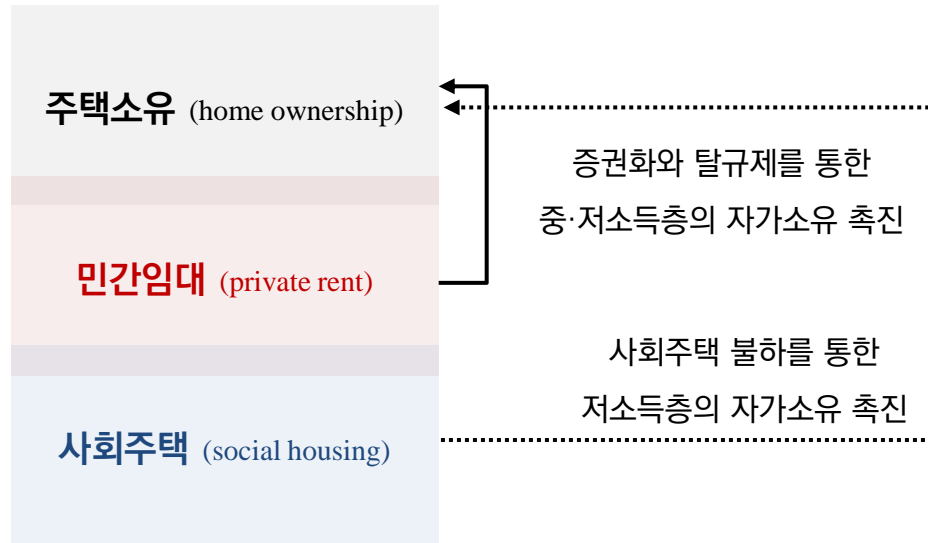 주택소유 (home ownership)
증권화와 탈규제를 통한
중·저소득층의 자가소유 촉진
민간임대 (private rent)
사회주택 불하를 통한
저소득층의 자가소유 촉진
사회주택 (social housing)